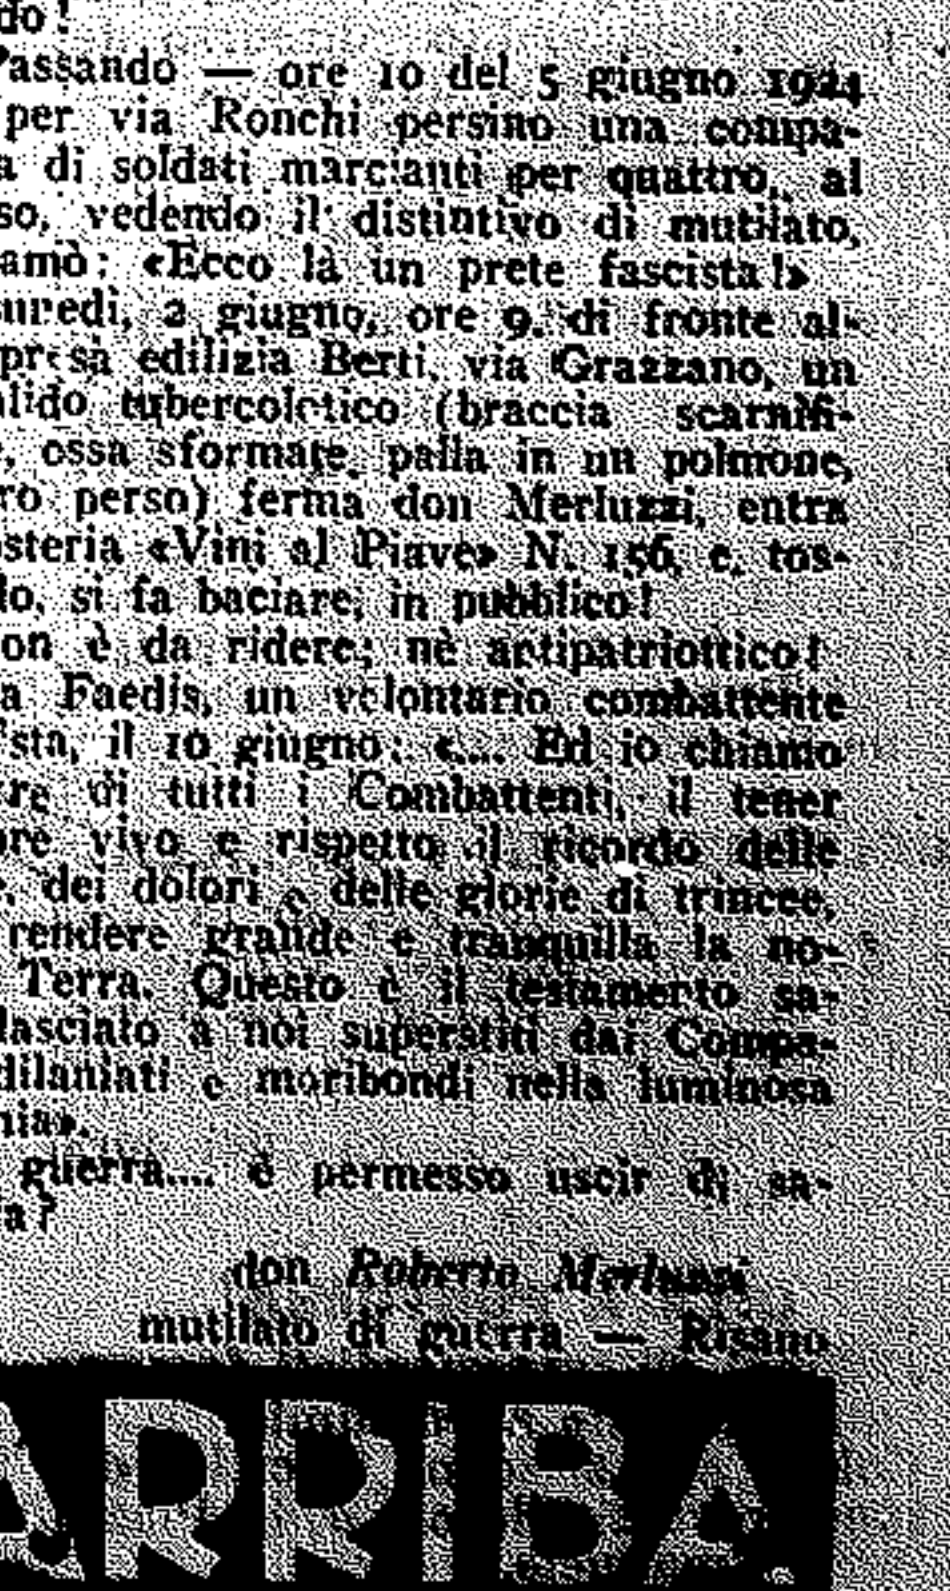 do!
Passando — ore 10 del 5 giugno 1924
per via Ronchi persino una compa-
a di soldati marcianti per quattro, al
so, vedendo il distintivo di mutilato,
amò: «Ecco là un prete fascista!»
unedì, 2 giugno, ore 9. di fronte al-
presa edilizia Berti, via Grazzano, un
lido tubercolotico (braccia scarnifi-
, ossa sformate, palla in un polmone,
ro perso) ferma don Merluzzi, entra
osteria «Vini al Piave» N. 156, e, tos-
lo, si fa baciare, in pubblico!
on è da ridere; nè antipatriottico!
a Faedis, un volontario combattente
sta, il 10 giugno: «... Ed io chiamo
re di tutti i Combattenti, il tener
re vivo e rispetto il ricordo delle
, dei dolori e delle glorie di trincee,
rendere grande e tranquilla la no-
Terra. Questo è il testamento sa-
lasciato a noi superstiti dai Compa-
dilaniati e moribondi nella luminosa
nia».
guerra.... è permesso uscir di sa-
a?
don Roberto Merluzzi
mutilato di guerra — Risano
ARRIBA